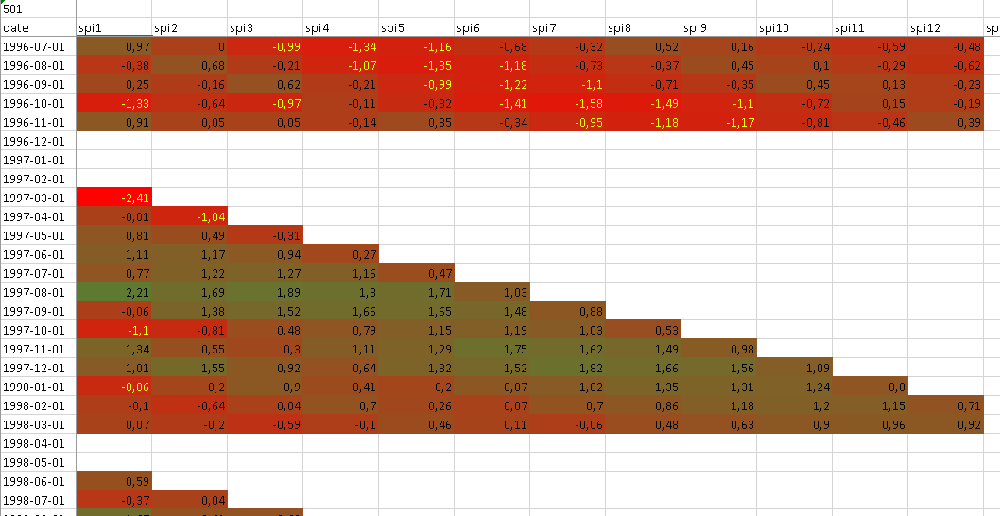 501
date spi1 spi2 spi3 spi4 spi5 spi6 spi7 spi8 spi9 spi10 spi11 spi12 sp
1996-07-01 0,97 0 -0,99 -1,34 -1,16 -0,68 -0,32 0,52 0,16 -0,24 -0,59 -0,48
1996-08-01 -0,38 0,68 -0,21 -1,07 -1,35 -1,18 -0,73 -0,37 0,45 0,1 -0,29 -0,62
1996-09-01 0,25 -0,16 0,62 -0,21 -0,99 -1,22 -1,1 -0,71 -0,35 0,45 0,13 -0,23
1996-10-01 -1,33 -0,64 -0,97 -0,11 -0,82 -1,41 -1,58 -1,49 -1,1 -0,72 0,15 -0,19
1996-11-01 0,91 0,05 0,05 -0,14 0,35 -0,34 -0,95 -1,18 -1,17 -0,81 -0,46 0,39
1996-12-01
1997-01-01
1997-02-01
1997-03-01 -2,41
1997-04-01 -0,01 -1,04
1997-05-01 0,81 0,49 -0,31
1997-06-01 1,11 1,17 0,94 0,27
1997-07-01 0,77 1,22 1,27 1,16 0,47
1997-08-01 2,21 1,69 1,89 1,8 1,71 1,03
1997-09-01 -0,06 1,38 1,52 1,66 1,65 1,48 0,88
1997-10-01 -1,1 -0,81 0,48 0,79 1,15 1,19 1,03 0,53
1997-11-01 1,34 0,55 0,3 1,11 1,29 1,75 1,62 1,49 0,98
1997-12-01 1,01 1,55 0,92 0,64 1,32 1,52 1,82 1,66 1,56 1,09
1998-01-01 -0,86 0,2 0,9 0,41 0,2 0,87 1,02 1,35 1,31 1,24 0,8
1998-02-01 -0,1 -0,64 0,04 0,7 0,26 0,07 0,7 0,86 1,18 1,2 1,15 0,71
1998-03-01 0,07 -0,2 -0,59 -0,1 0,46 0,11 -0,06 0,48 0,63 0,9 0,96 0,92
1998-04-01
1998-05-01
1998-06-01 0,59
1998-07-01 -0,37 0,04